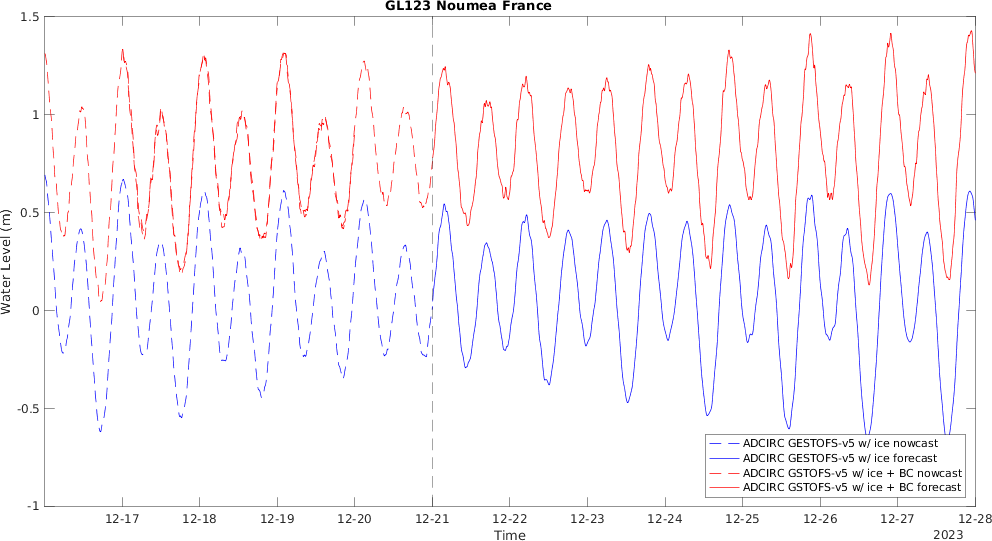 GL123 Noumea France
1.5
1
0.5
0
-0.5
-1
Water Level (m)
ADCIRC GESTOFS-v5 w/ ice nowcast
ADCIRC GESTOFS-v5 w/ ice forecast
ADCIRC GSTOFS-v5 w/ ice + BC nowcast
ADCIRC GSTOFS-v5 w/ ice + BC forecast
12-17 12-18 12-19 12-20 12-21 12-22 12-23 12-24 12-25 12-26 12-27 12-28
Time
2023